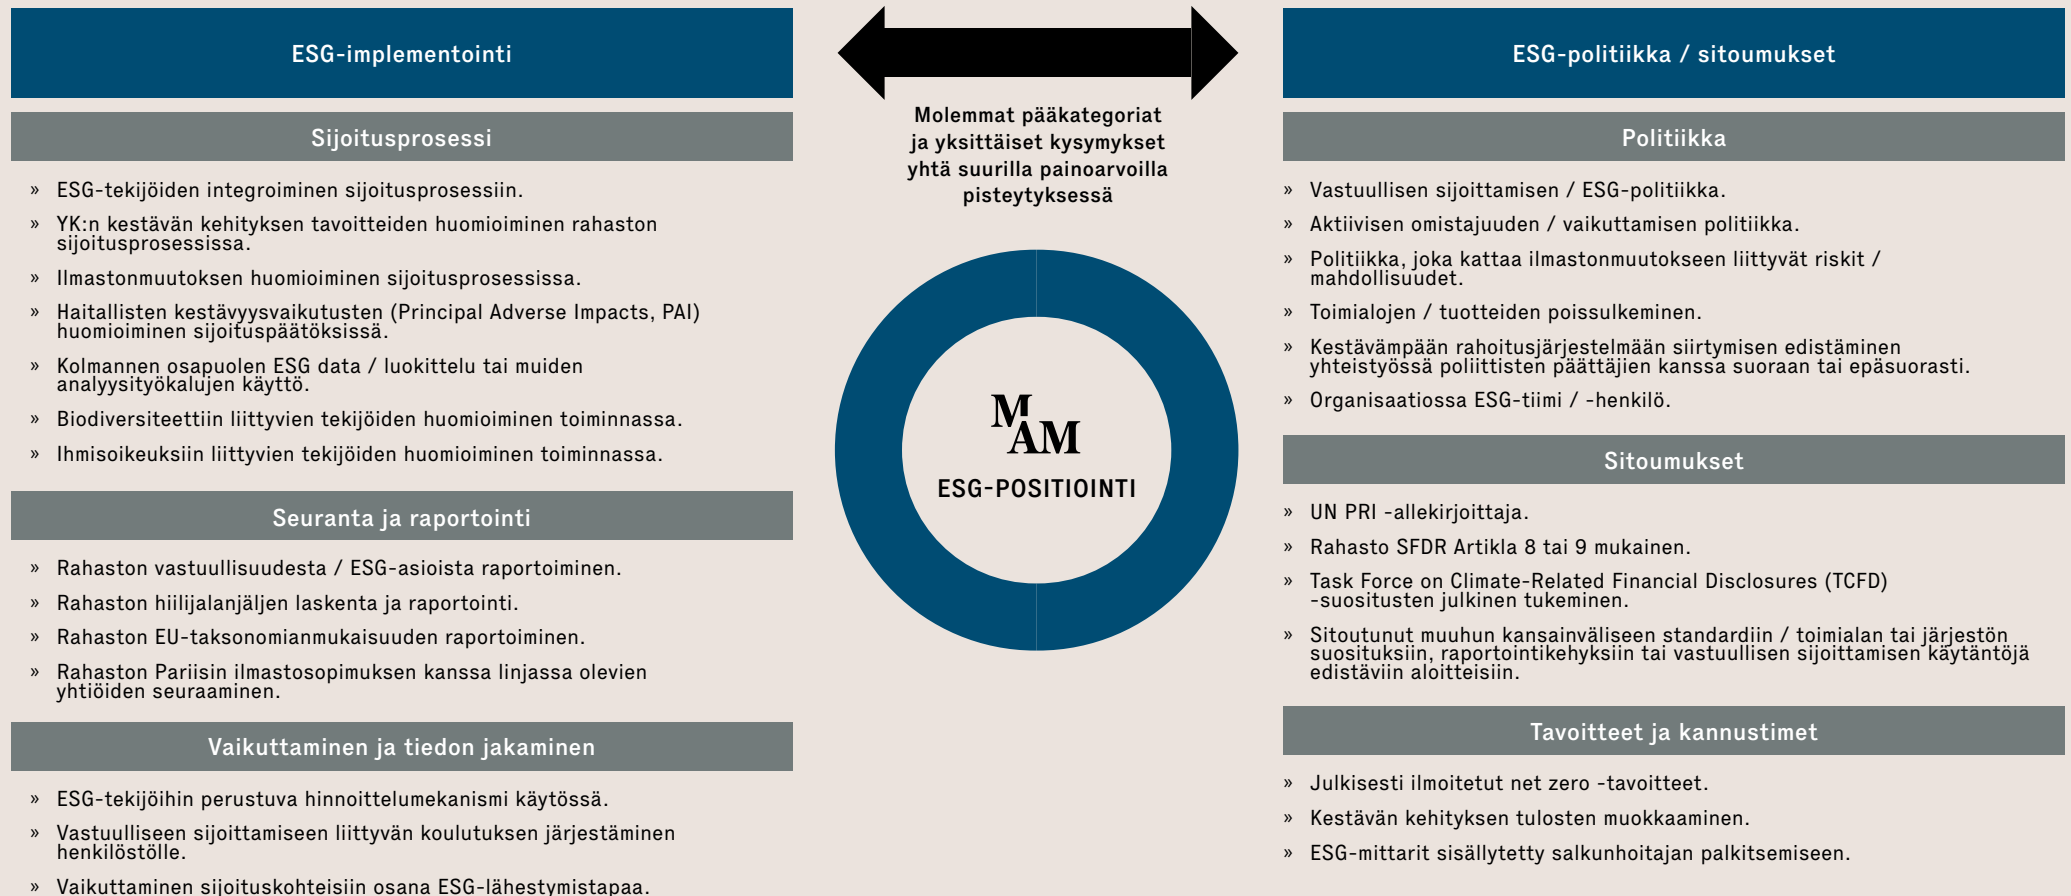 ESG-implementointi
Sijoitusprosessi
» ESG-tekijöiden integroiminen sijoitusprosessiin.
» YK:n kestävän kehityksen tavoitteiden huomioiminen rahaston
sijoitusprosessissa.
» Ilmastonmuutoksen huomioiminen sijoitusprosessissa.
» Haitallisten kestävyysvaikutusten (Principal Adverse Impacts, PAI)
huomioiminen sijoituspäätöksissä.
» Kolmannen osapuolen ESG data / luokittelu tai muiden
analyysityökalujen käyttö.
» Biodiversiteettiin liittyvien tekijöiden huomioiminen toiminnassa.
» Ihmisoikeuksiin liittyvien tekijöiden huomioiminen toiminnassa.
Seuranta ja raportointi
» Rahaston vastuullisuudesta / ESG-asioista raportoiminen.
» Rahaston hiilijalanjäljen laskenta ja raportointi.
» Rahaston EU-taksonomianmukaisuuden raportoiminen.
» Rahaston Pariisin ilmastosopimuksen kanssa linjassa olevien
yhtiöiden seuraaminen.
Vaikuttaminen ja tiedon jakaminen
» ESG-tekijöihin perustuva hinnoittelumekanismi käytössä.
» Vastuulliseen sijoittamiseen liittyvän koulutuksen järjestäminen
henkilöstölle.
» Vaikuttaminen sijoituskohteisiin osana ESG-lähestymistapaa.
Molemmat pääkategoriat
ja yksittäiset kysymykset
yhtä suurilla painoarvoilla
pisteytyksessä
M
AM
ESG-POSITIOINTI
ESG-politiikka / sitoumukset
Politiikka
» Vastuullisen sijoittamisen / ESG-politiikka.
» Aktiivisen omistajuuden / vaikuttamisen politiikka.
» Politiikka, joka kattaa ilmastonmuutokseen liittyvät riskit /
mahdollisuudet.
» Toimialojen / tuotteiden poissulkeminen.
» Kestävämpään rahoitusjärjestelmään siirtymisen edistäminen
yhteistyössä poliittisten päättäjien kanssa suoraan tai epäsuorasti.
» Organisaatiossa ESG-tiimi / -henkilö.
Sitoumukset
» UN PRI -allekirjoittaja.
» Rahasto SFDR Artikla 8 tai 9 mukainen.
» Task Force on Climate-Related Financial Disclosures (TCFD)
-suositusten julkinen tukeminen.
» Sitoutunut muuhun kansainväliseen standardiin / toimialan tai järjestön
suosituksiin, raportointikehyksiin tai vastuullisen sijoittamisen käytäntöjä
edistäviin aloitteisiin.
Tavoitteet ja kannustimet
» Julkisesti ilmoitetut net zero -tavoitteet.
» Kestävän kehityksen tulosten muokkaaminen.
» ESG-mittarit sisällytetty salkunhoitajan palkitsemiseen.